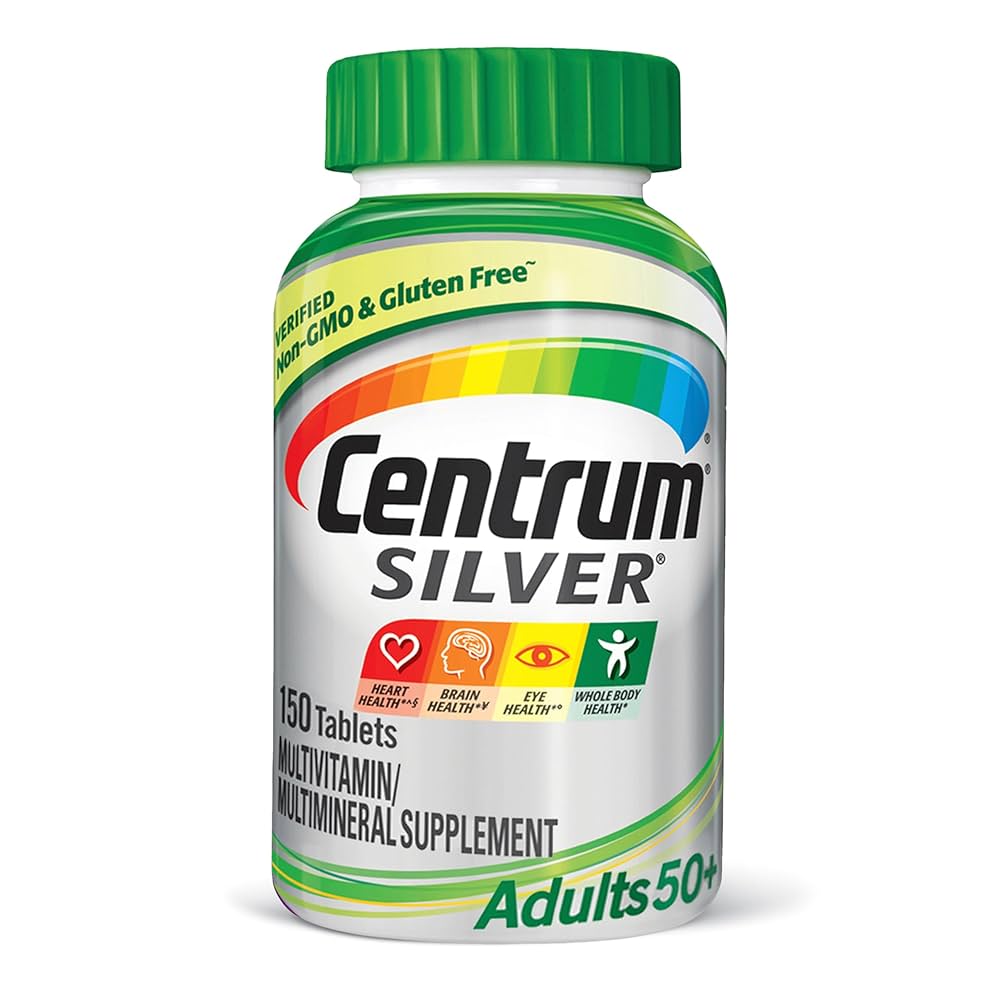 VERIFIED
Non-GMO & Gluten Free~
Centrum®
SILVER®
HEART
HEALTH*^§
BRAIN
HEALTH*¥
EYE
HEALTH*°
WHOLE BODY
HEALTH*
150 Tablets
MULTIVITAMIN/
MULTIMINERAL SUPPLEMENT
Adults 50+